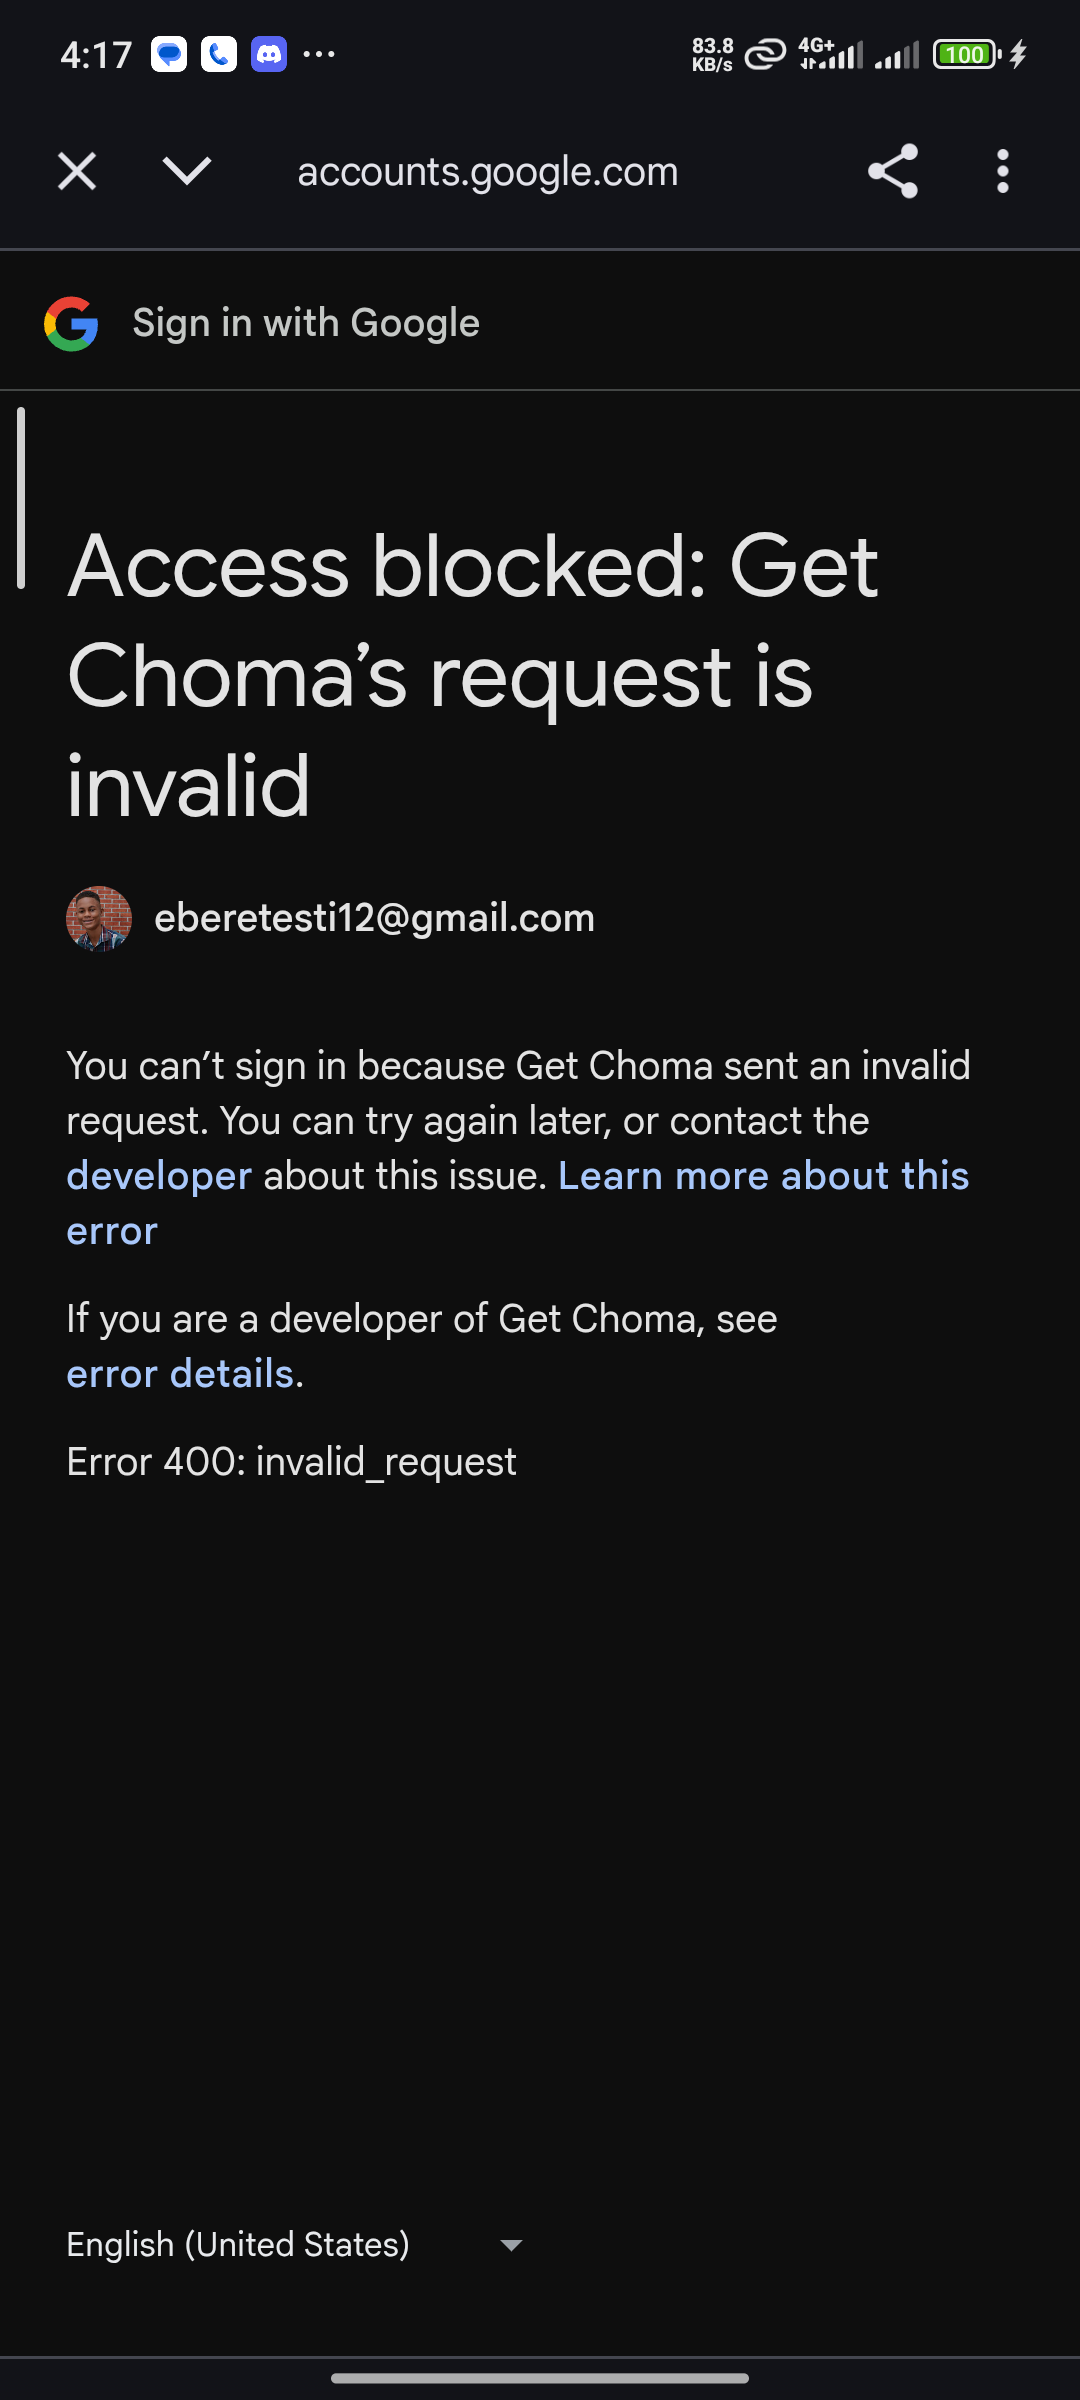 4:17
83.8
KB/s
4G+
100
accounts.google.com
Sign in with Google
Access blocked: Get
Choma’s request is
invalid
eberetesti12@gmail.com
You can’t sign in because Get Choma sent an invalid
request. You can try again later, or contact the
developer about this issue. Learn more about this
error
If you are a developer of Get Choma, see
error details.
Error 400: invalid_request
English (United States)